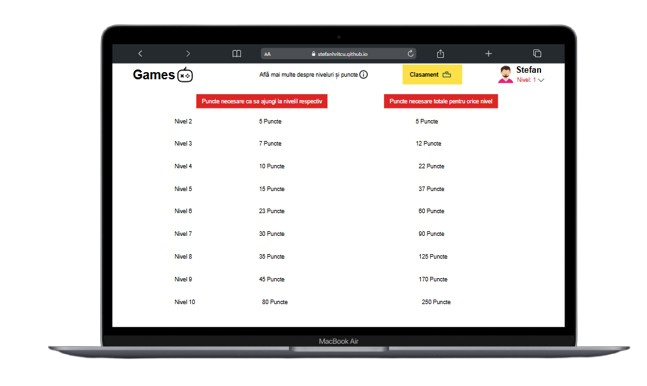 AA stefanhritcu.github.io
Games
Află mai multe despre niveluri și puncte
Clasament
Stefan
Nivel: 1
Puncte necesare ca sa ajungi la nivelil respectiv
Puncte necesare totale pentru orice nivel
Nivel 2 5 Puncte 5 Puncte
Nivel 3 7 Puncte 12 Puncte
Nivel 4 10 Puncte 22 Puncte
Nivel 5 15 Puncte 37 Puncte
Nivel 6 23 Puncte 60 Puncte
Nivel 7 30 Puncte 90 Puncte
Nivel 8 35 Puncte 125 Puncte
Nivel 9 45 Puncte 170 Puncte
Nivel 10 80 Puncte 250 Puncte
MacBook Air